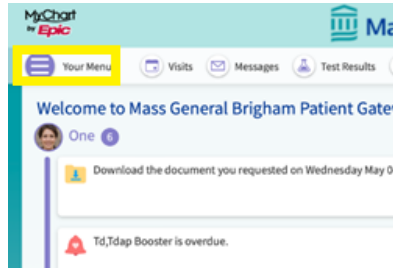 MyChart
by Epic
Ma
Your Menu
Visits
Messages
Test Results
Welcome to Mass General Brigham Patient Gate
One 6
Download the document you requested on Wednesday May 0
Td,Tdap Booster is overdue.